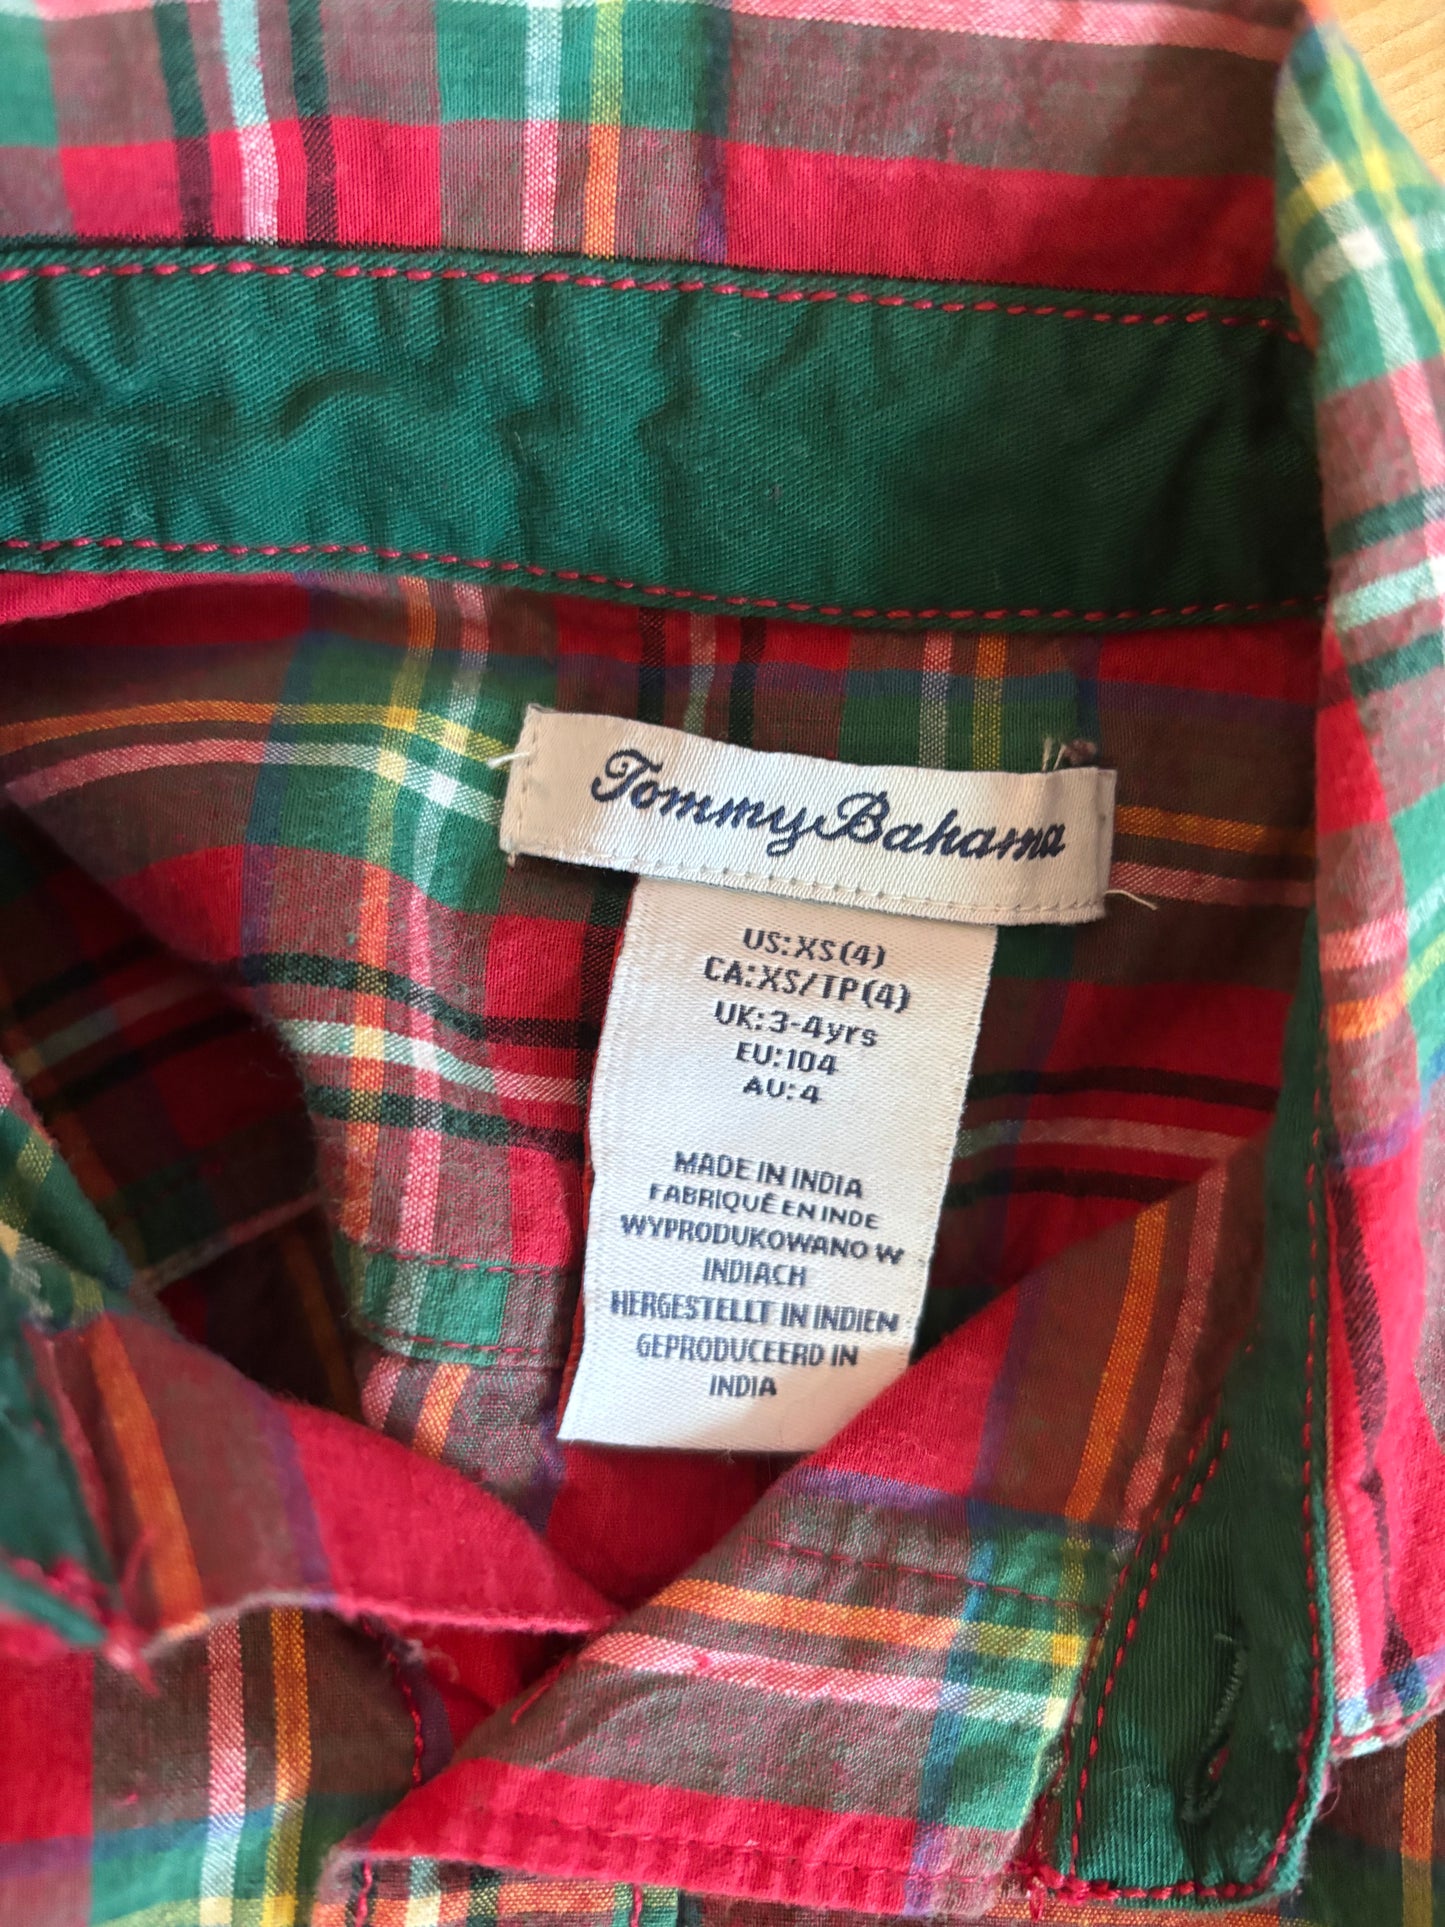 Tommy Bahama
US:XS(4)
CA:XS/TP(4)
UK:3-4yrs
EU:104
AU:4
MADE IN INDIA
FABRIQUÉ EN INDE
WYPRODUKOWANO W
INDIACH
HERGESTELLT IN INDIEN
GEPRODUCEERD IN
INDIA